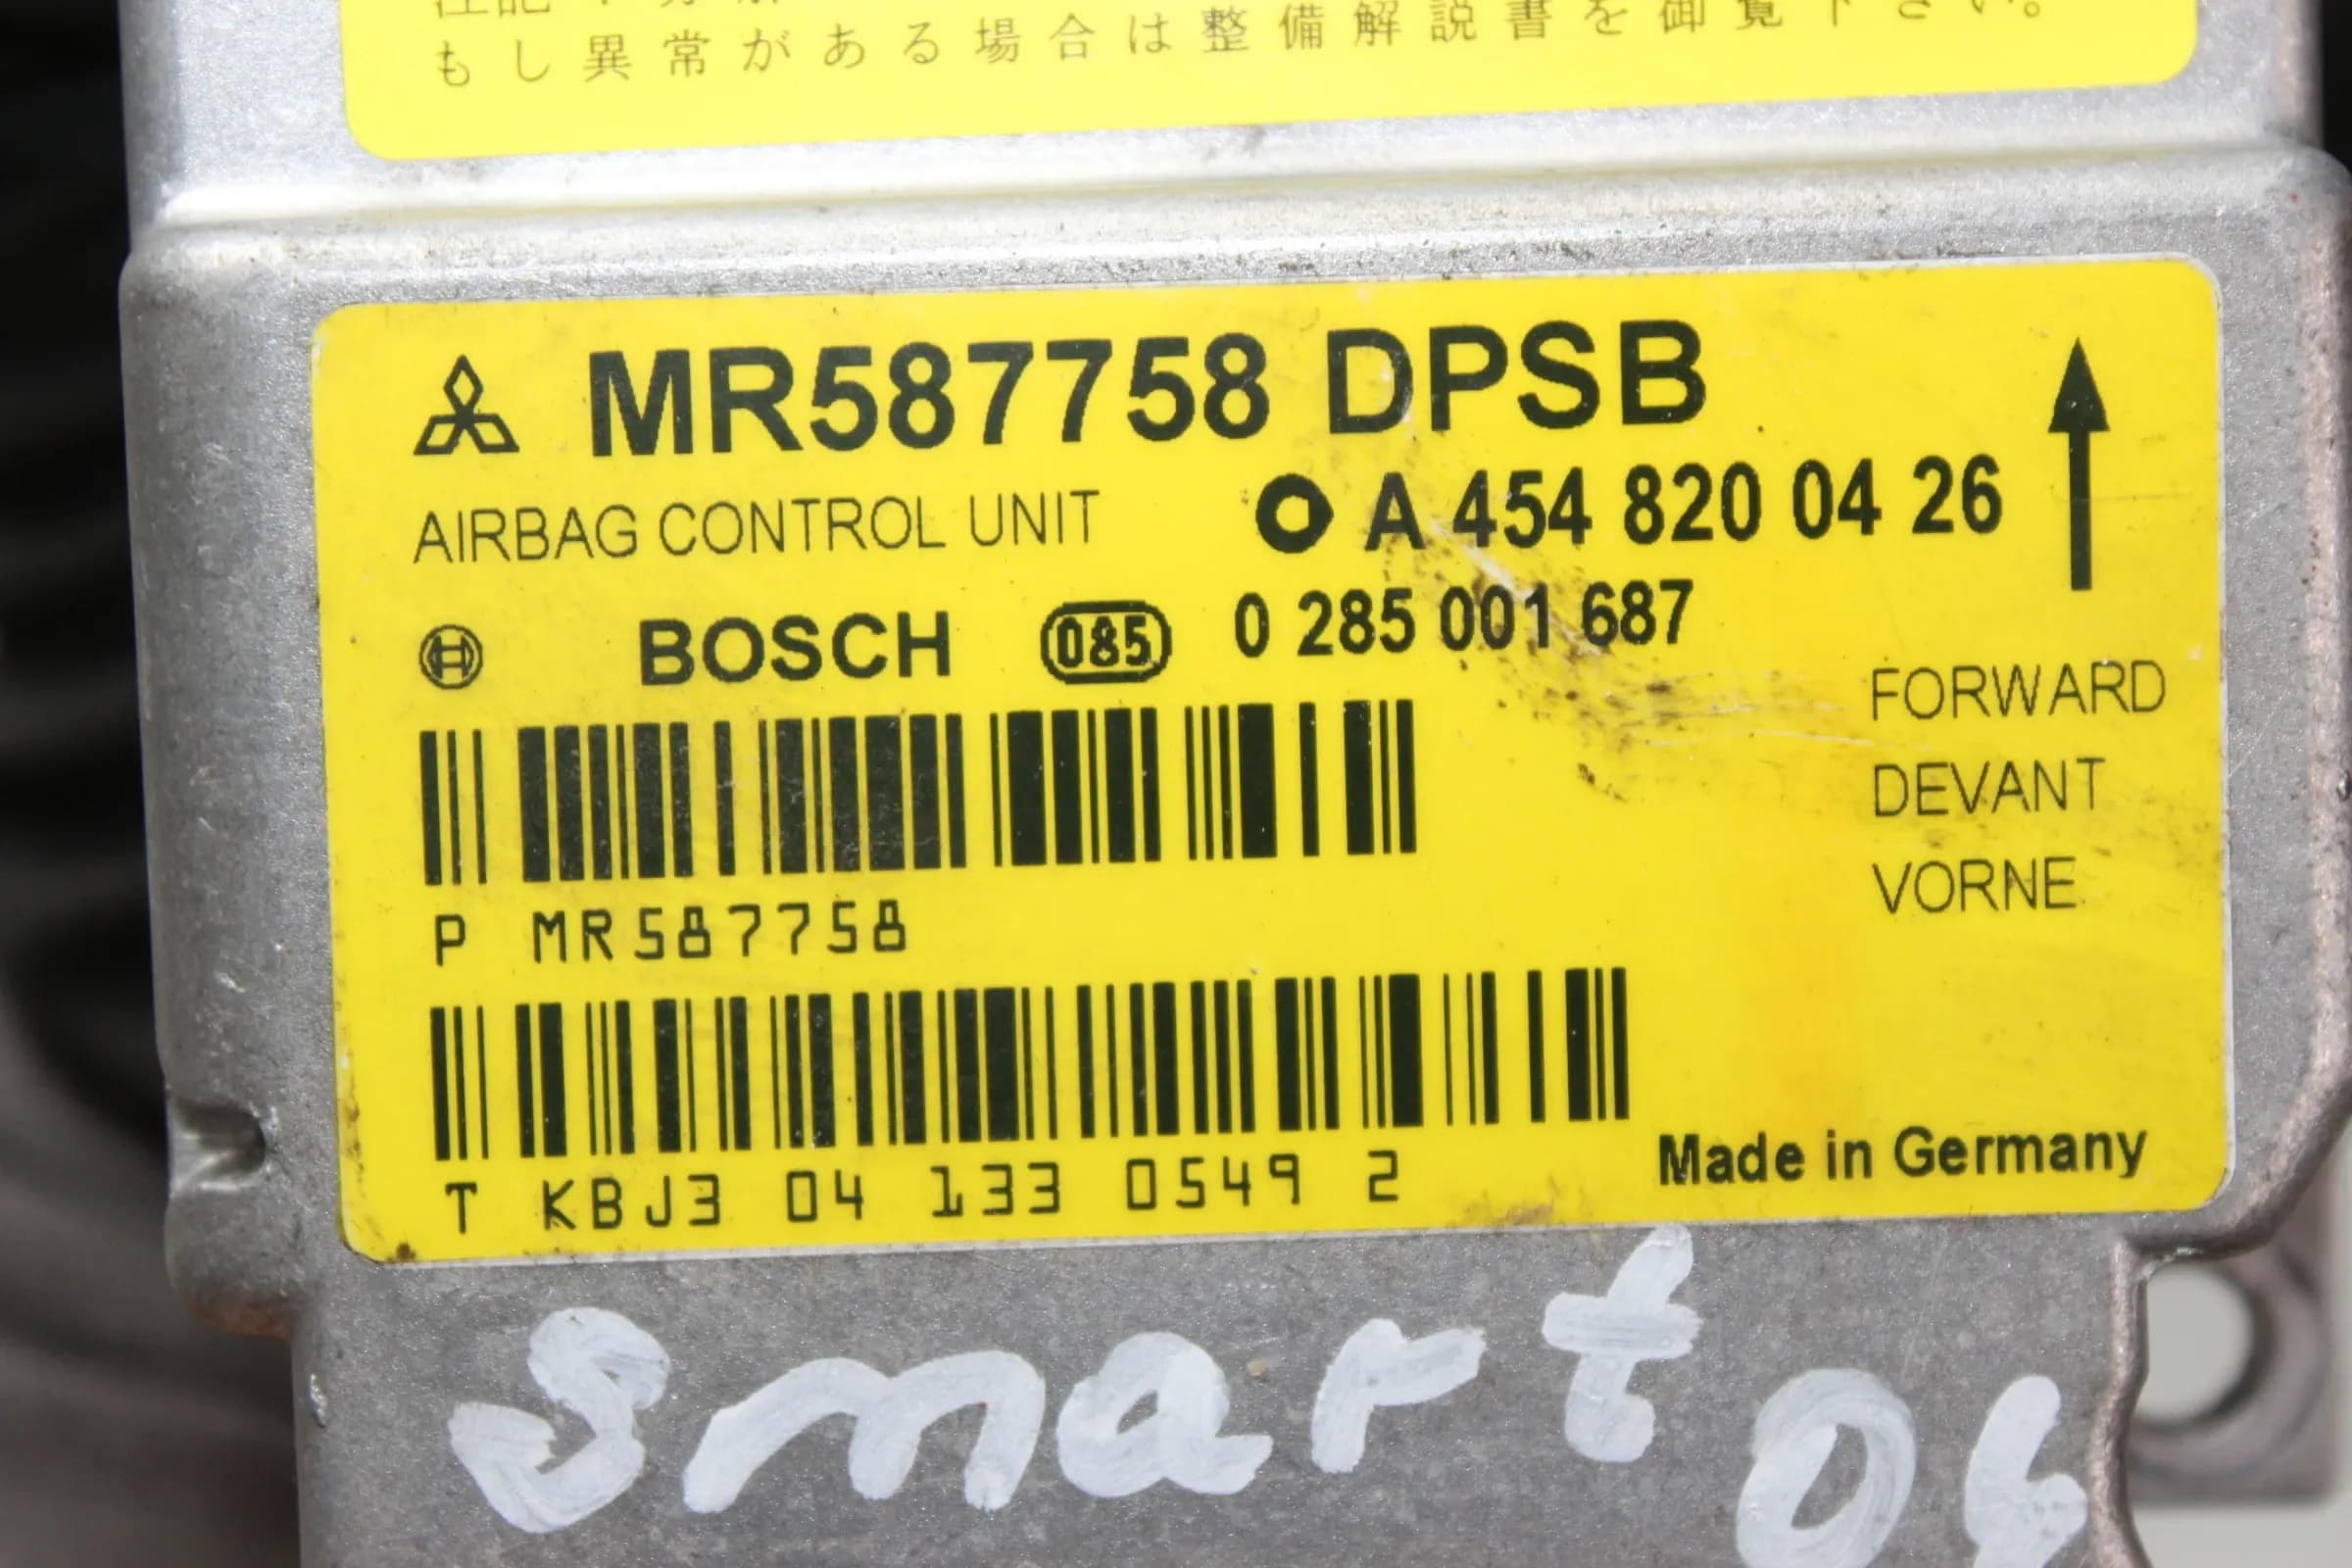 もし異常がある場合は整備解説書を御覧下さい。
MR587758 DPSB
AIRBAG CONTROL UNIT
A 454 820 04 26
BOSCH 085 0 285 001 687
FORWARD
DEVANT
VORNE
P MR587758
T KBJ3 04 133 0549 2
Made in Germany
smart